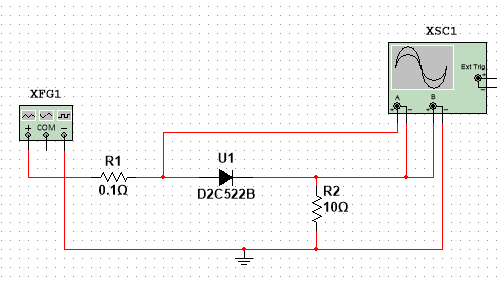 XSC1
Ext Trig
+
-
A
B
+ - + -
XFG1
+ COM -
R1
0.1Ω
U1
D2C522B
R2
10Ω